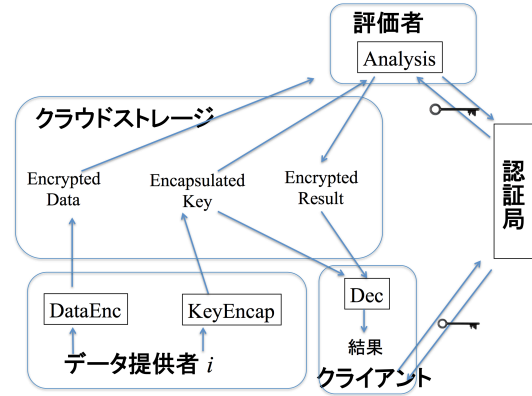 評価者
Analysis
クラウドストレージ
Encrypted
Data
Encapsulated
Key
Encrypted
Result
認証局
DataEnc
KeyEncap
データ提供者 i
Dec
結果
クライアント